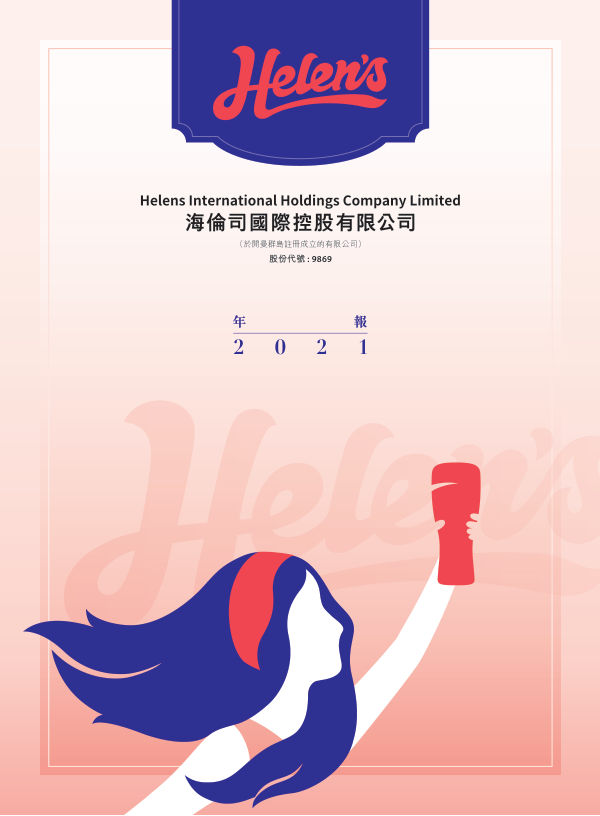 Helen's
Helens International Holdings Company Limited
海倫司國際控股有限公司
（於開曼群島註冊成立的有限公司）
股份代號 : 9869
年 報
2 0 2 1
Helen's